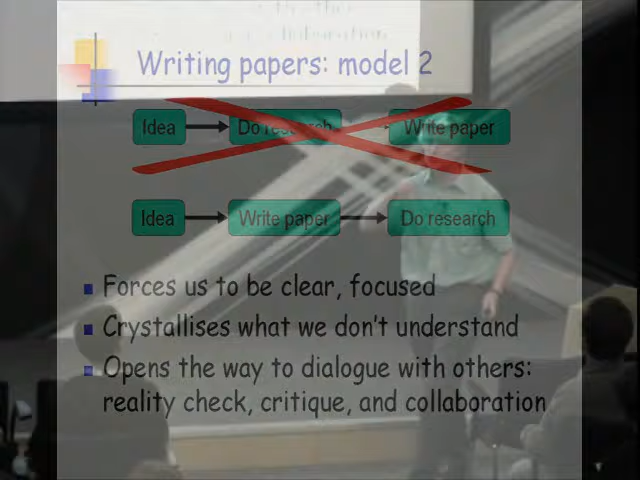 collaboration
Writing papers: model 2
Idea Do research Write paper
Idea Write paper Do research
Forces us to be clear, focused
Crystallises what we don't understand
Opens the way to dialogue with others:
reality check, critique, and collaboration